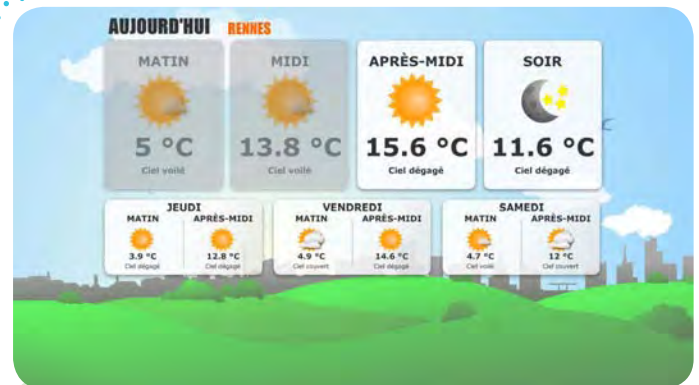 AUJOURD'HUI RENNES
MATIN MIDI APRÈS-MIDI SOIR
5 °C 13.8 °C 15.6 °C 11.6 °C
Ciel voilé Ciel voilé Ciel dégagé Ciel dégagé
JEUDI VENDREDI SAMEDI
MATIN APRÈS-MIDI MATIN APRÈS-MIDI MATIN APRÈS-MIDI
3.9 °C 12.8 °C 4.9 °C 14.6 °C 4.7 °C 12 °C
Ciel dégagé Ciel dégagé Ciel couvert Ciel dégagé Ciel voilé Ciel couvert